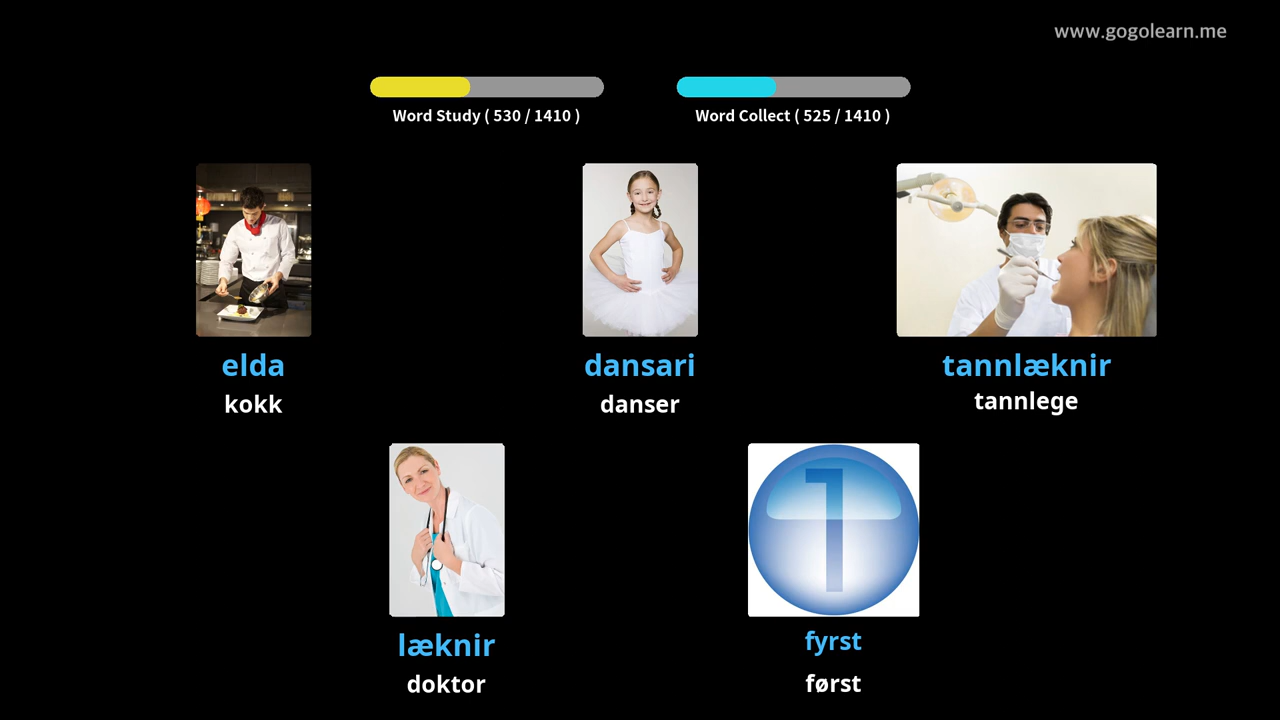 www.gogolearn.me
Word Study ( 530 / 1410 )
Word Collect ( 525 / 1410 )
elda
kokk
dansari
danser
tannlæknir
tannlege
læknir
doktor
1
fyrst
først